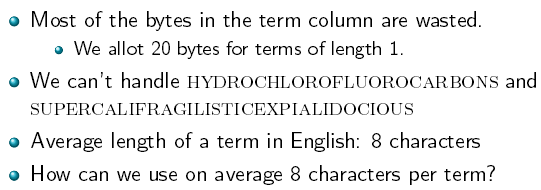 Most of the bytes in the term column are wasted.
We allot 20 bytes for terms of length 1.
We can't handle HYDROCHLOROFLUOROCARBONS and
SUPERCALIFRAGILISTICEXPIALIDOCIOUS
Average length of a term in English: 8 characters
How can we use on average 8 characters per term?